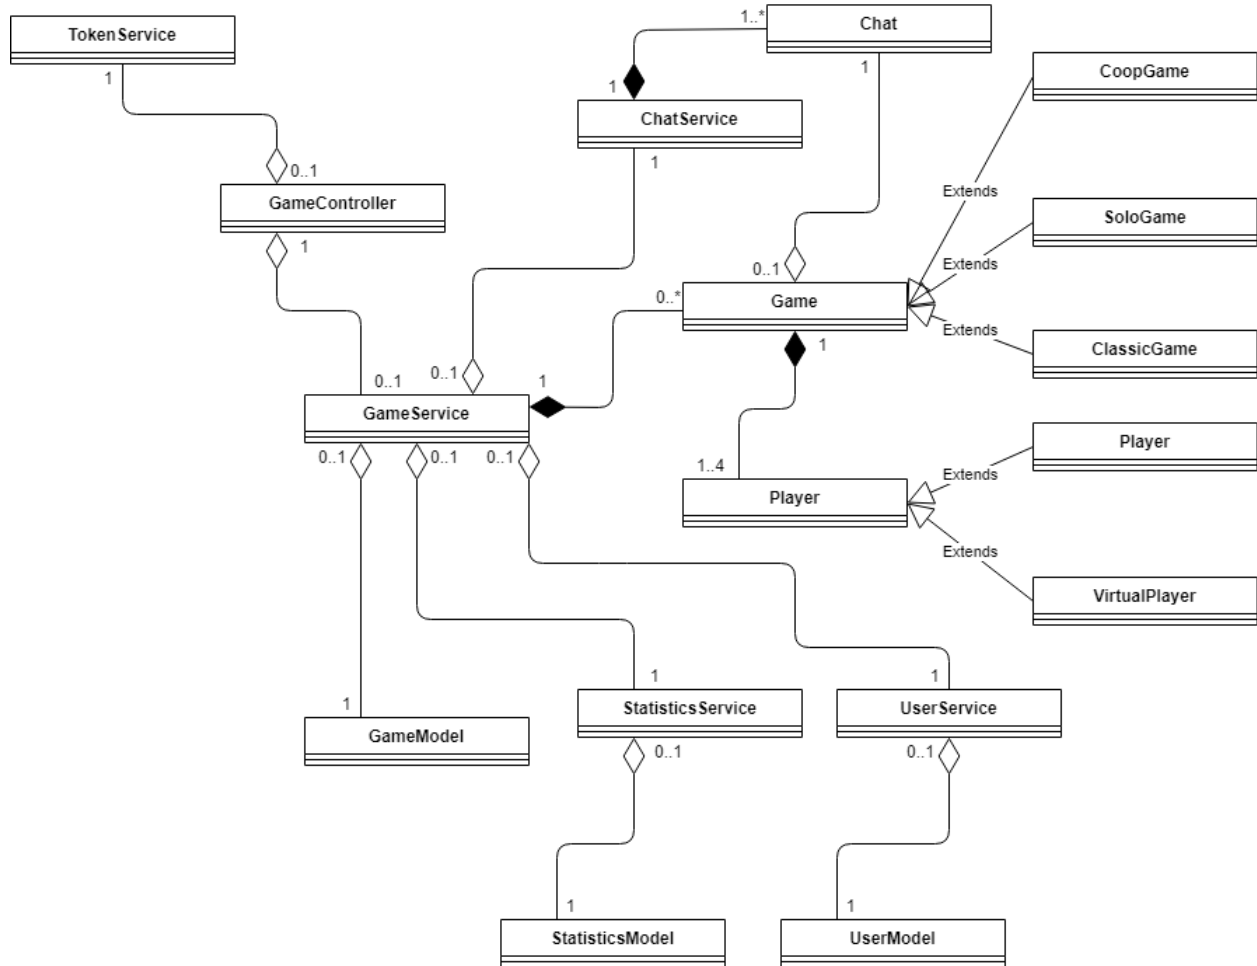 1..*
Chat
TokenService
1
1
CoopGame
1
ChatService
1
Extends
0..1
GameController
1
SoloGame
Extends
0..1
0..*
Game
Extends
1
ClassicGame
0..1
0..1
1
GameService
0..1
0..1
0..1
Player
1..4
Extends
Player
Extends
VirtualPlayer
1
1
1
StatisticsService
UserService
GameModel
0..1
0..1
1
1
StatisticsModel
UserModel